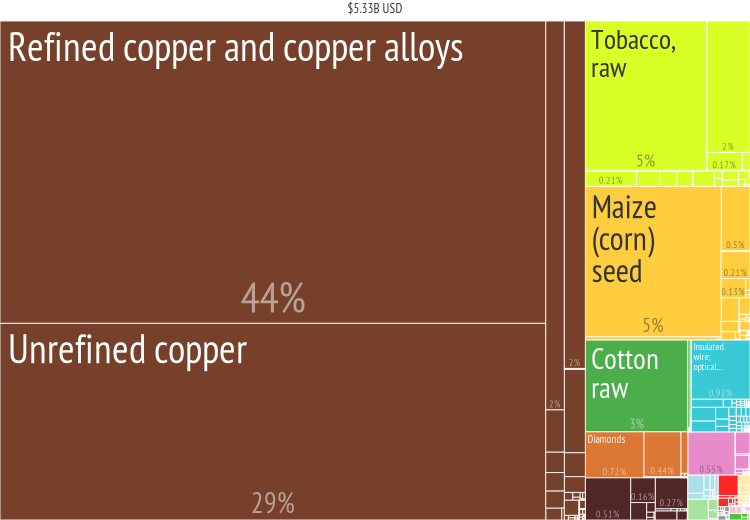 $5.33B USD
Refined copper and copper alloys
44%
Unrefined copper
29%
2%
2%
Tobacco,
raw
5%
2%
0.17%
0.21%
Maize
(corn)
seed
5%
0.5%
0.21%
0.13%
Cotton
raw
3%
Insulated
wire;
optical...
0.92%
Diamonds
0.72%
0.44%
0.55%
0.51%
0.16%
0.27%